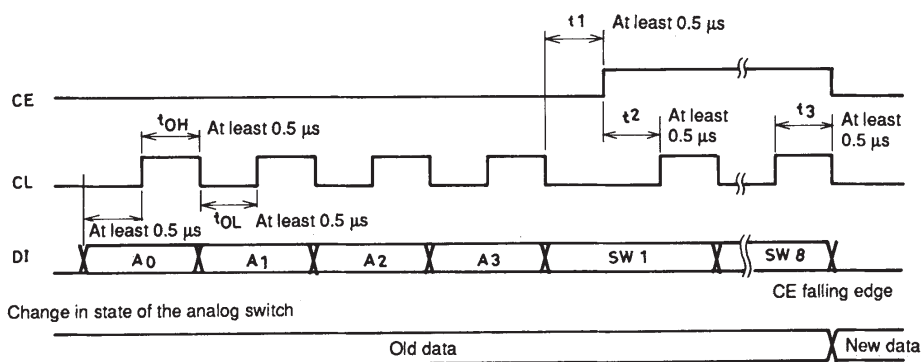 t1
At least 0.5 µs
CE
tOH
At least 0.5 µs
t2
At least
0.5 µs
t3
At least
0.5 µs
CL
At least 0.5 µs
tOL
At least 0.5 µs
DI
A0
A1
A2
A3
SW 1
SW 8
CE falling edge
Change in state of the analog switch
Old data
New data